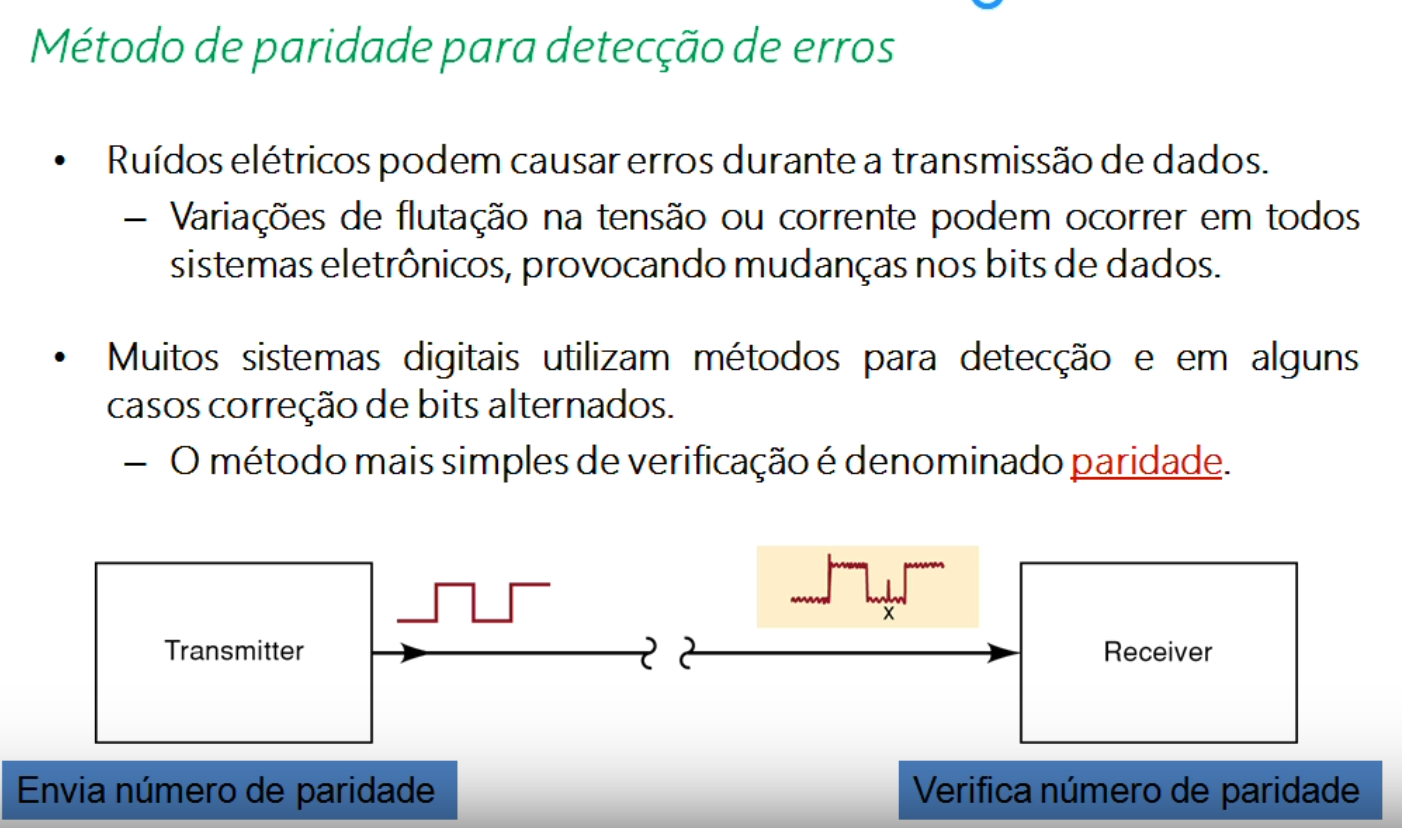 Método de paridade para detecção de erros
• Ruídos elétricos podem causar erros durante a transmissão de dados.
– Variações de flutação na tensão ou corrente podem ocorrer em todos
sistemas eletrônicos, provocando mudanças nos bits de dados.
• Muitos sistemas digitais utilizam métodos para detecção e em alguns
casos correção de bits alternados.
– O método mais simples de verificação é denominado paridade.
x
Transmitter
Receiver
Envia número de paridade
Verifica número de paridade